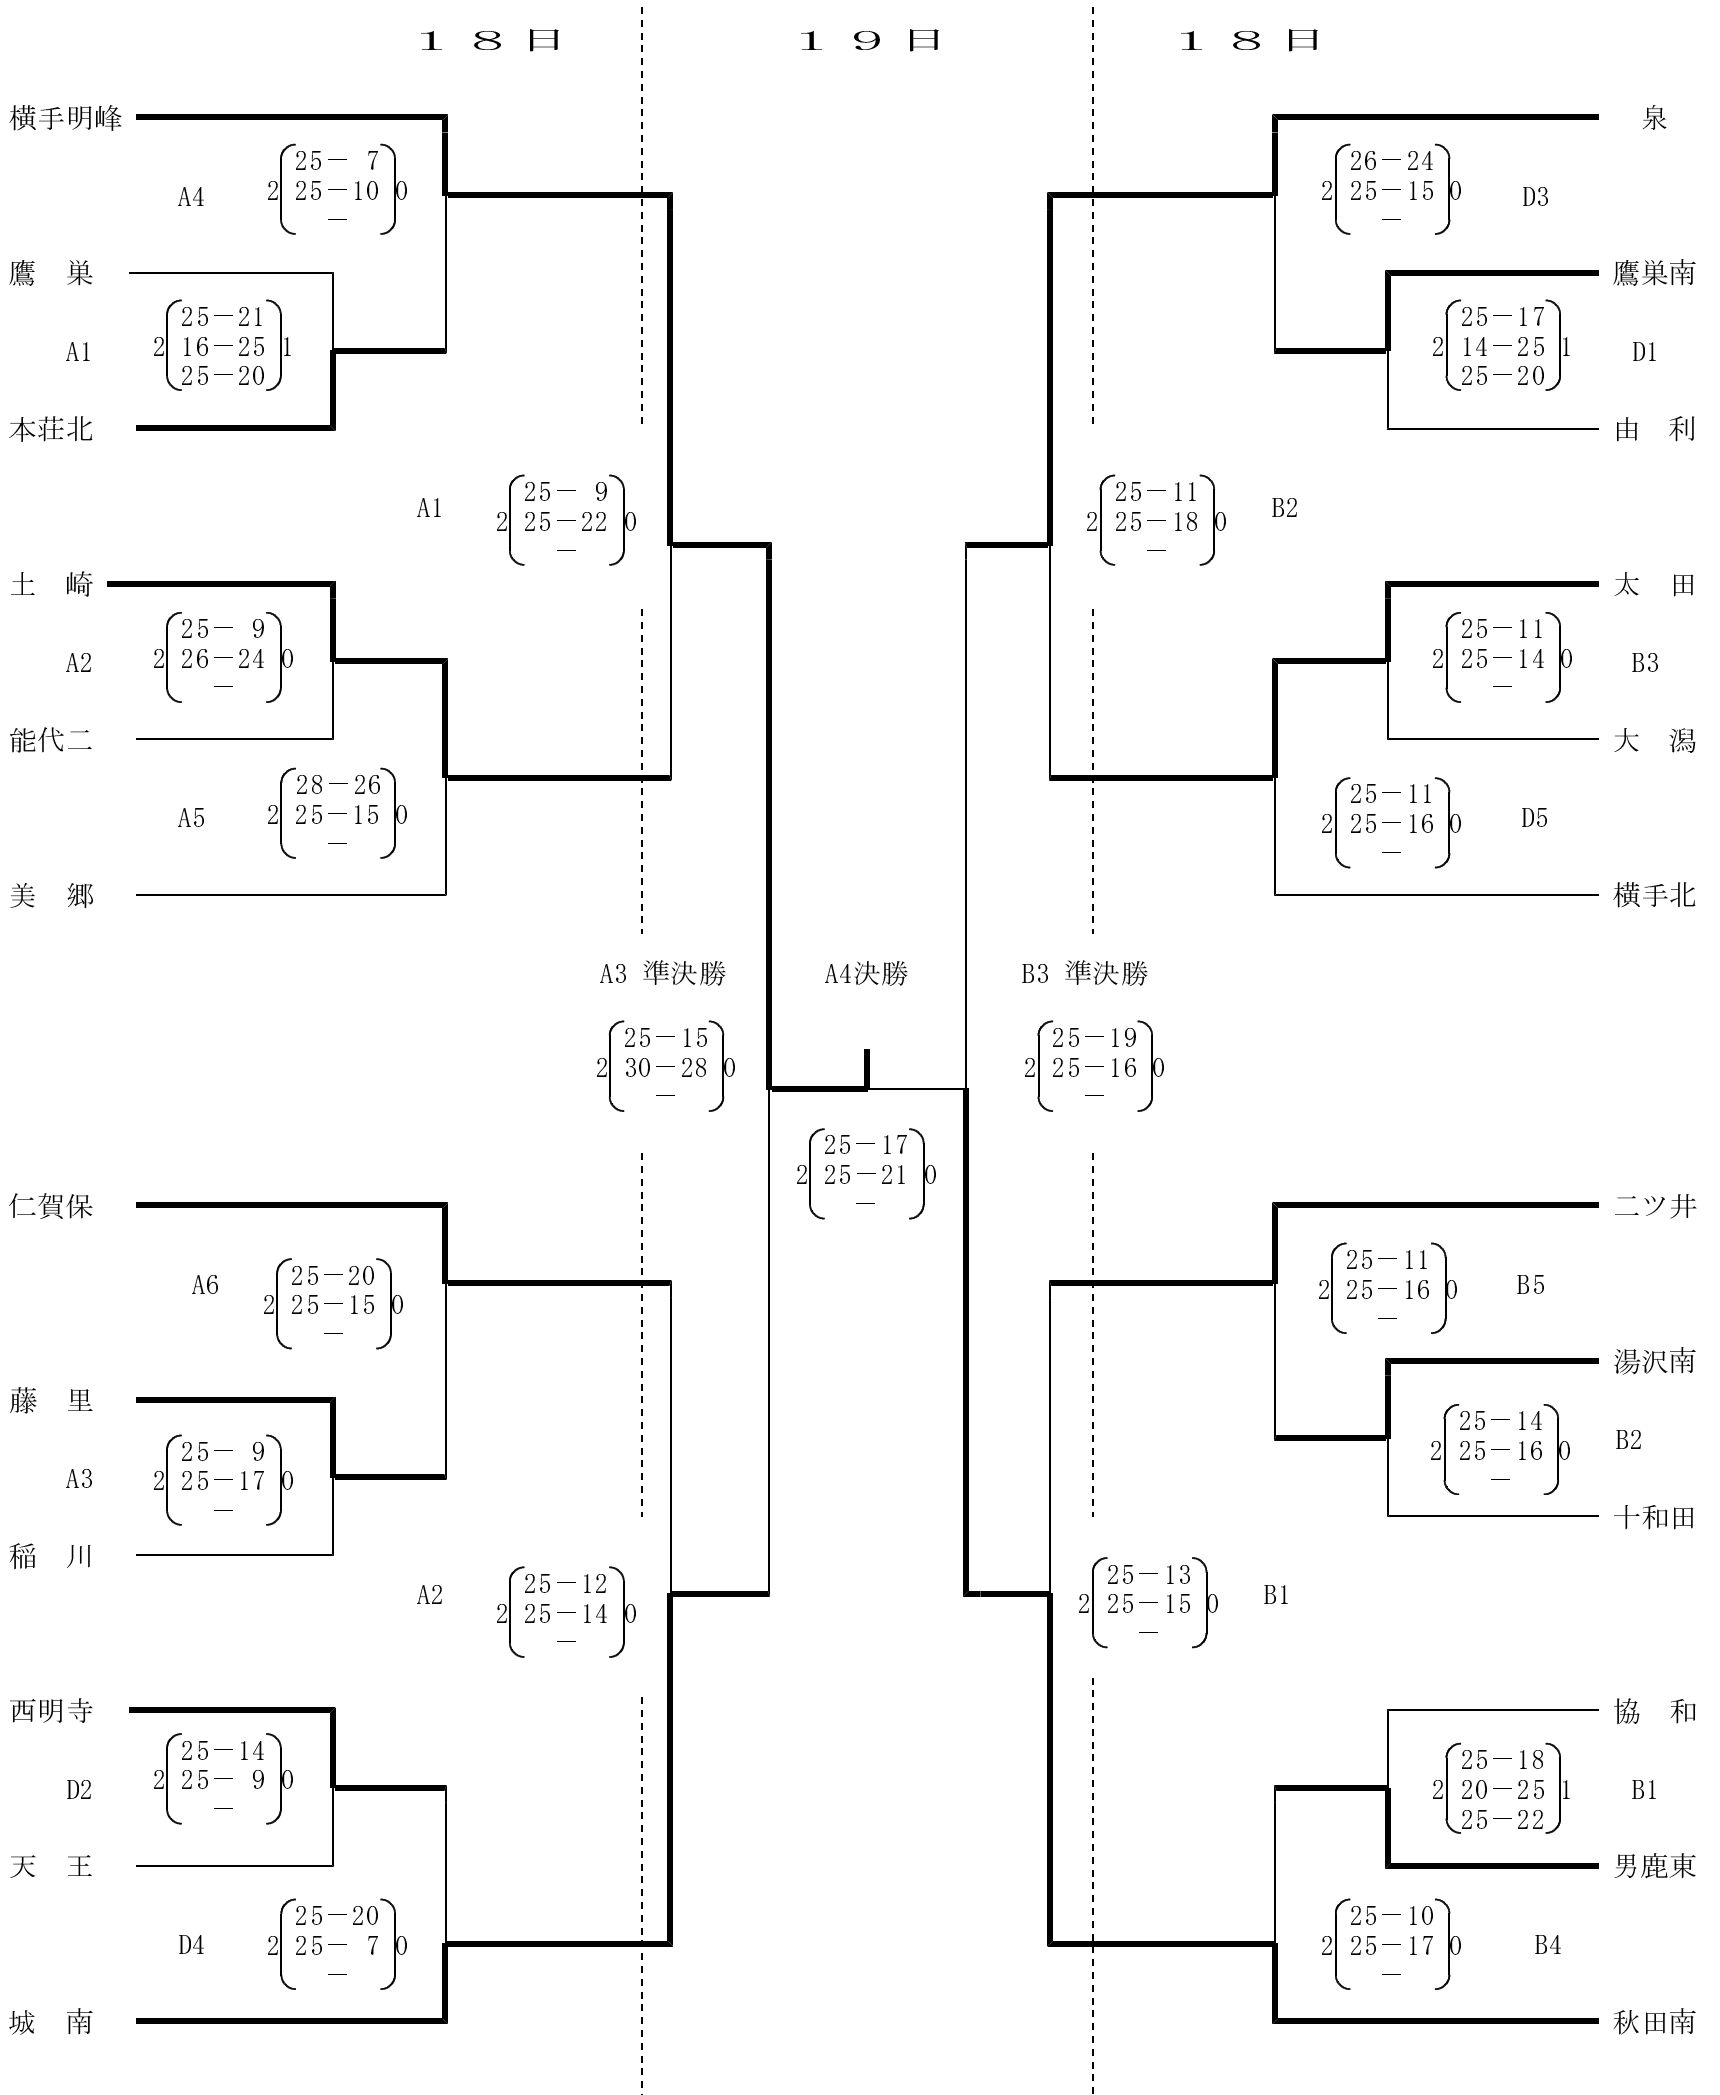 １８日 １９日 １８日
横手明峰 泉
25－ 7 26－24
A4 2 25－10 0 2 25－15 0 D3
－ －
鷹　巣 鷹巣南
25－21 25－17
A1 2 16－25 1 2 14－25 1 D1
25－20 25－20
本荘北 由　利
25－ 9 25－11
A1 2 25－22 0 2 25－18 0 B2
－ －
土　崎 太　田
25－ 9 25－11
A2 2 26－24 0 2 25－14 0 B3
－ －
能代二 大　潟
28－26 25－11
A5 2 25－15 0 2 25－16 0 D5
－ －
美　郷 横手北
A3 準決勝 A4決勝 B3 準決勝
25－15 25－19
2 30－28 0 2 25－16 0
－ －
25－17
2 25－21 0
－
仁賀保 二ツ井
25－20 25－11
A6 2 25－15 0 2 25－16 0 B5
－ －
藤　里 湯沢南
25－ 9 25－14
A3 2 25－17 0 2 25－16 0 B2
－ －
稲　川 十和田
25－12 25－13
A2 2 25－14 0 2 25－15 0 B1
－ －
西明寺 協　和
25－14 25－18
D2 2 25－ 9 0 2 20－25 1 B1
－ 25－22
天　王 男鹿東
25－20 25－10
D4 2 25－ 7 0 2 25－17 0 B4
－ －
城　南 秋田南